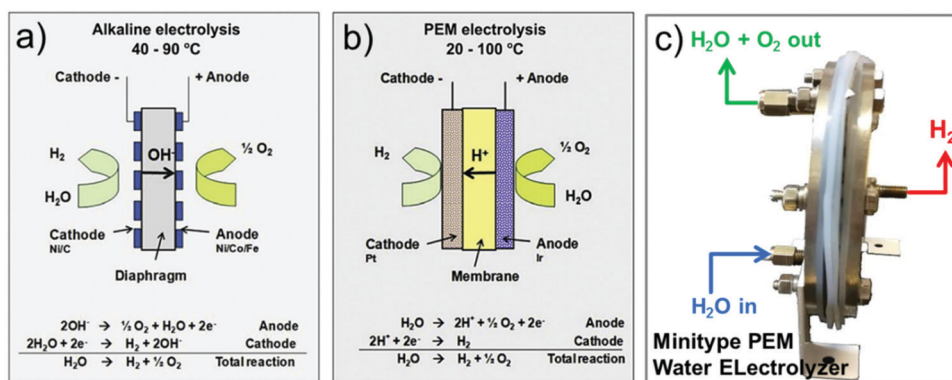 a)
Alkaline electrolysis
40 - 90 ºC
Cathode -
+ Anode
OH-
H₂
½ O₂
H₂O
Cathode
Ni/C
Anode
Ni/Co/Fe
Diaphragm
2OH- → ½ O₂ + H₂O + 2e- Anode
2H₂O + 2e- → H₂ + 2OH- Cathode
H₂O → H₂ + ½ O₂ Total reaction
b)
PEM electrolysis
20 - 100 ºC
Cathode -
+ Anode
H₂
H⁺
½ O₂
H₂O
Cathode
Pt
Anode
Ir
Membrane
H₂O → 2H⁺ + ½ O₂ + 2e- Anode
2H⁺ + 2e- → H₂ Cathode
H₂O → H₂ + ½ O₂ Total reaction
c)
H₂O + O₂ out
H₂
H₂O in
Minitype PEM
Water ELectrolyzer